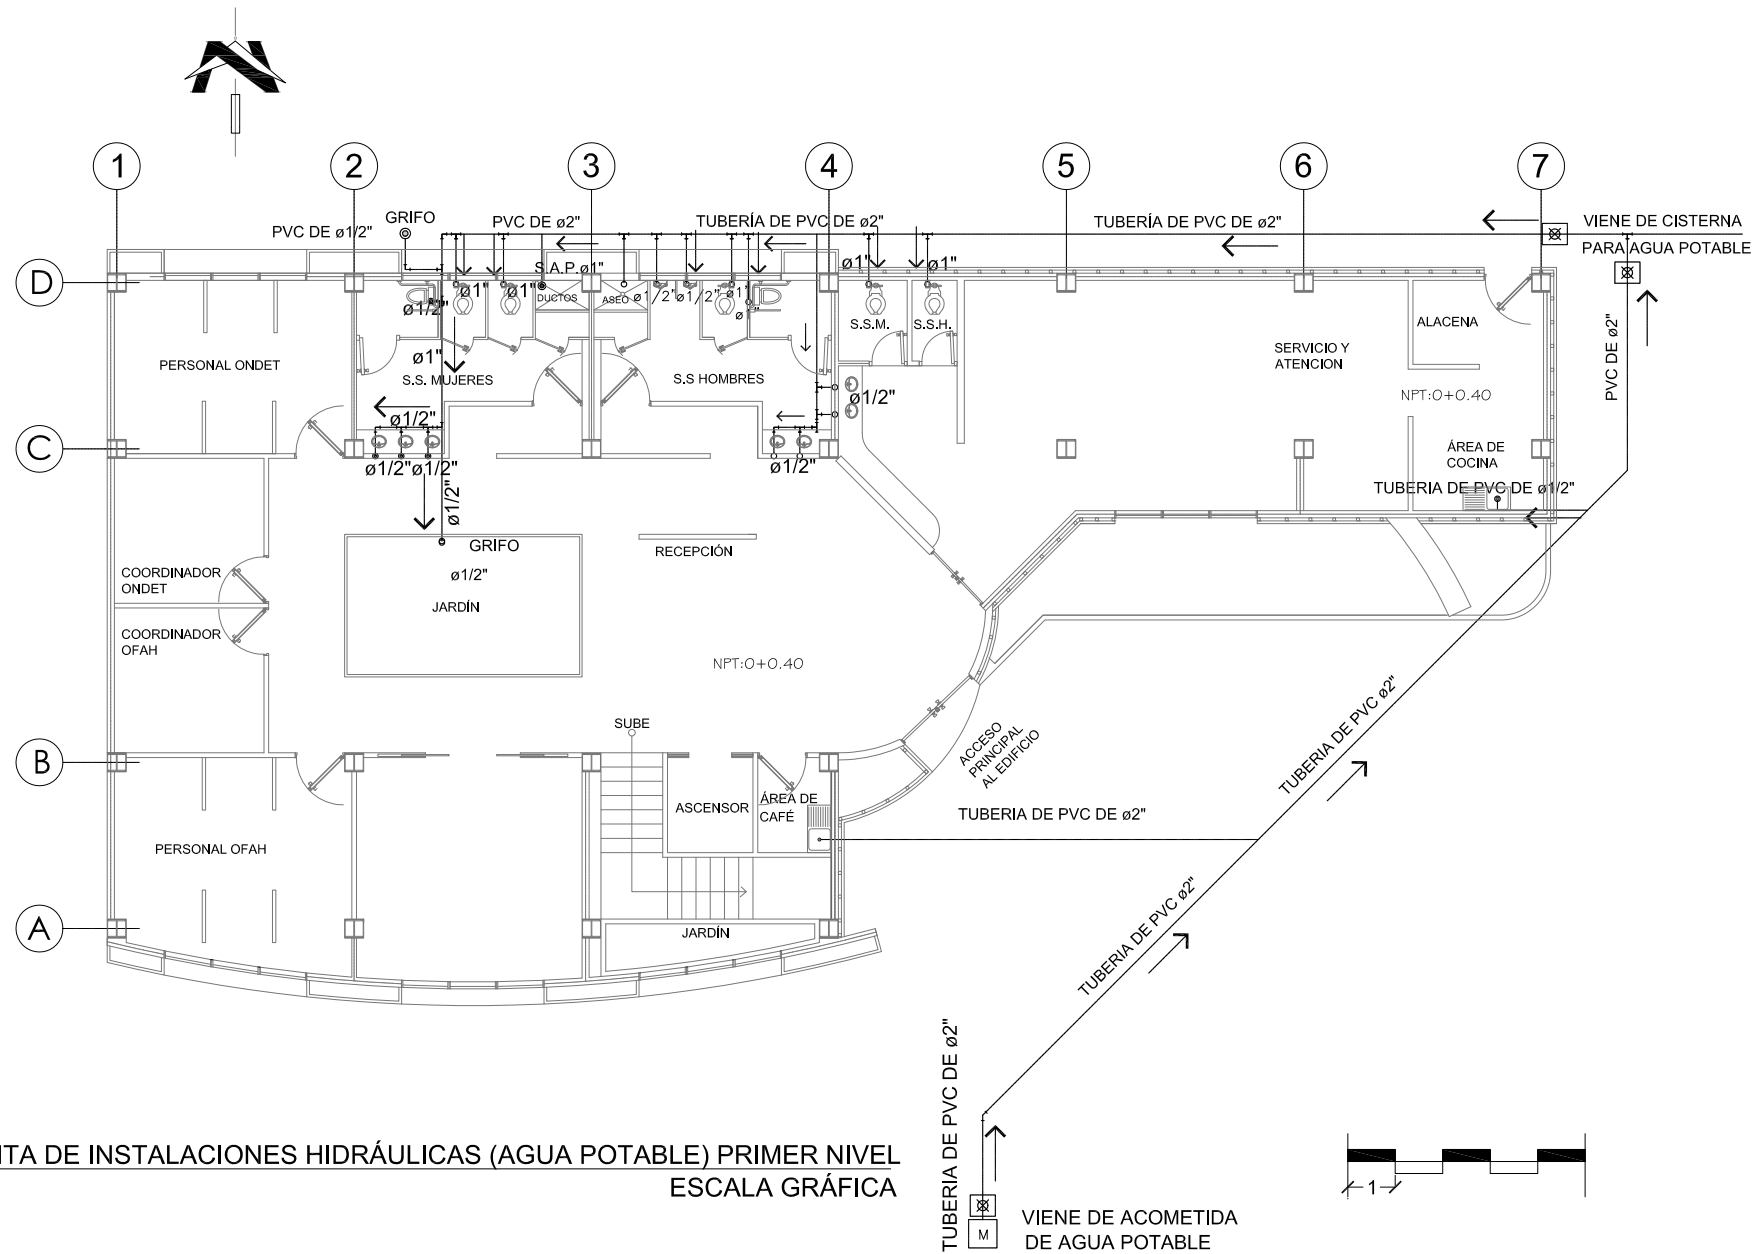 N
1
2
3
4
5
6
7
GRIFO
PVC DE ø1/2"
PVC DE ø2"
TUBERÍA DE PVC DE ø2"
TUBERÍA DE PVC DE ø2"
VIENE DE CISTERNA
PARA AGUA POTABLE
D
S.A.P. ø1"
ø1"
ø1"
ø1"
ø1"
DUCTOS
ASEO
ø1/2"
ø1/2"
ø1/2"
S.S.M.
S.S.H.
ALACENA
PVC DE ø2"
PERSONAL ONDET
ø1"
S.S. MUJERES
S.S HOMBRES
SERVICIO Y
ATENCION
NPT:0+0.40
ø1/2"
ø1/2"
C
ø1/2"
ø1/2"
ø1/2"
ÁREA DE
COCINA
TUBERIA DE PVC DE ø1/2"
ø1/2"
GRIFO
ø1/2"
JARDÍN
RECEPCIÓN
COORDINADOR
ONDET
COORDINADOR
OFAH
NPT:0+0.40
SUBE
ACCESO
PRINCIPAL
AL EDIFICIO
TUBERIA DE PVC ø2"
B
ASCENSOR
ÁREA DE
CAFÉ
TUBERIA DE PVC DE ø2"
PERSONAL OFAH
TUBERIA DE PVC ø2"
A
JARDÍN
TUBERIA DE PVC DE ø2"
NTA DE INSTALACIONES HIDRÁULICAS (AGUA POTABLE) PRIMER NIVEL
ESCALA GRÁFICA
M
VIENE DE ACOMETIDA
DE AGUA POTABLE
1